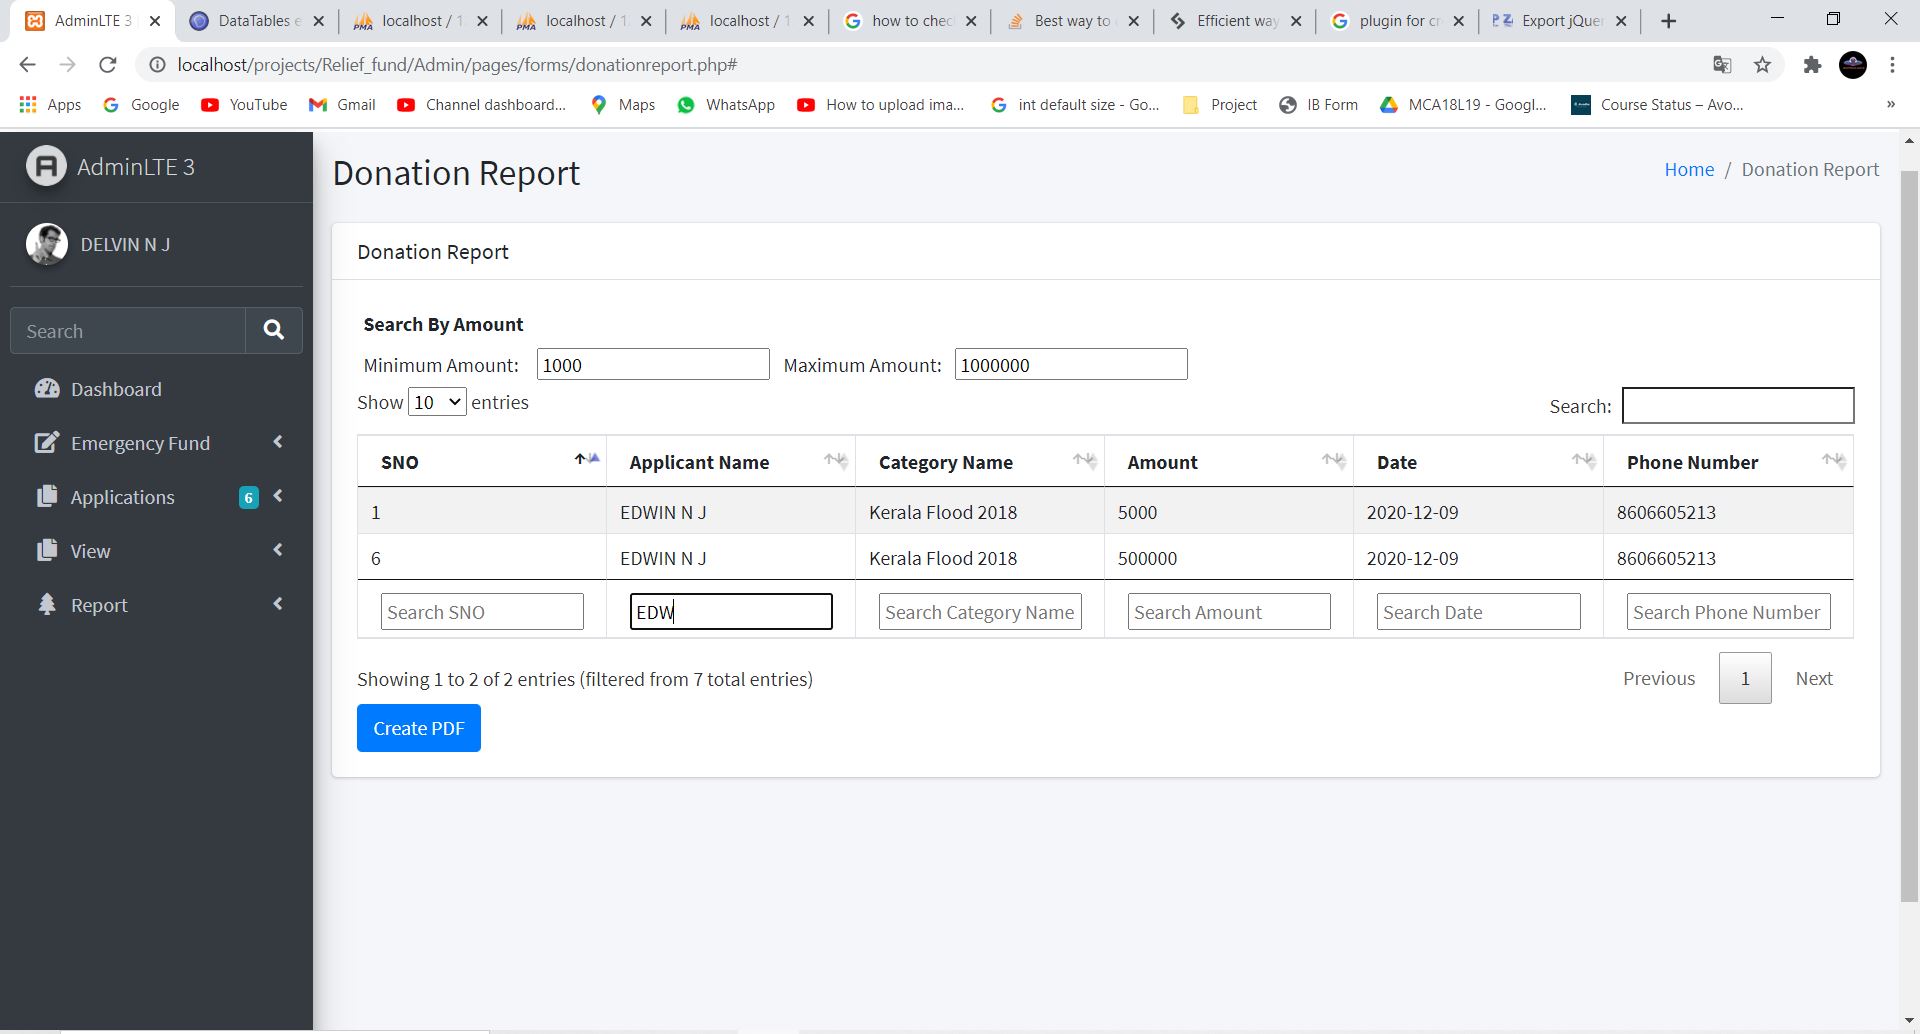 AdminLTE 3
DataTables e
localhost / 1
localhost / 1
localhost / 1
how to chec
Best way to
Efficient way
plugin for cr
Export jQuer
localhost/projects/Relief_fund/Admin/pages/forms/donationreport.php#
Apps Google YouTube Gmail Channel dashboard... Maps WhatsApp How to upload ima... int default size - Go... Project IB Form MCA18L19 - Googl... Course Status – Avo... »
AdminLTE 3
DELVIN N J
Search
Dashboard
Emergency Fund
Applications 6
View
Report
Donation Report
Home / Donation Report
Donation Report
Search By Amount
Minimum Amount: 1000 Maximum Amount: 1000000
Show 10 entries
Search:
SNO Applicant Name Category Name Amount Date Phone Number
1 EDWIN N J Kerala Flood 2018 5000 2020-12-09 8606605213
6 EDWIN N J Kerala Flood 2018 500000 2020-12-09 8606605213
Search SNO EDW Search Category Name Search Amount Search Date Search Phone Number
Showing 1 to 2 of 2 entries (filtered from 7 total entries)
Previous 1 Next
Create PDF